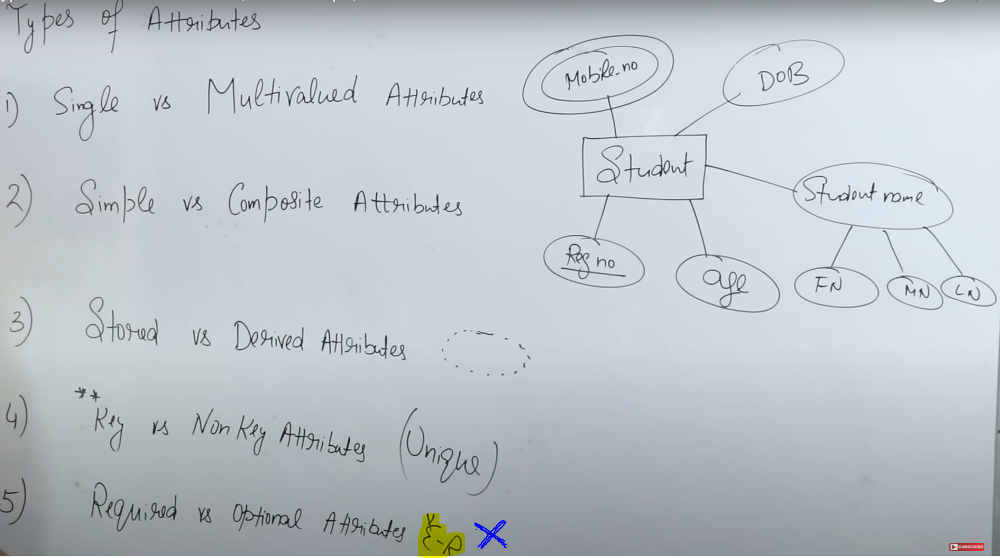 Types of Attributes
1) Single vs Multivalued Attributes
2) Simple vs Composite Attributes
3) Stored vs Derived Attributes
**
4) Key vs Non Key Attributes (Unique)
5) Required vs Optional Attributes E-R X
Mobile_no
DOB
Student
Student name
Reg no
age
FN
MN
LN
SUBSCRIBE